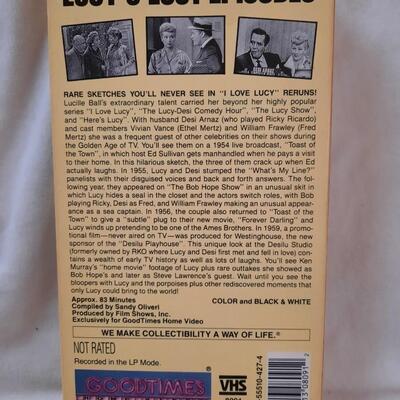 LUCY'S LOST EPISODES
RARE SKETCHES YOU'LL NEVER SEE IN "I LOVE LUCY" RERUNS!
Lucille Ball's extraordinary talent carried her beyond her highly popular
series "I Love Lucy", "The Lucy-Desi Comedy Hour", "The Lucy Show"
and "Here's Lucy". With husband Desi Arnaz (who played Ricky Ricardo)
and cast members Vivian Vance (Ethel Mertz) and William Frawley (Fred
Mertz) she was a frequent guest of other celebrities on their shows during
the Golden Age of TV. You'll see them on a 1954 live broadcast, "Toast of
the Town", in which host Ed Sullivan gets manhandled when he pays a visit
to their home. In this hilarious sketch, the three of them crack up when Ed
actually laughs. In 1955, Lucy and Desi stumped the "What's My Line?"
panelists with their disguised voices and back and forth answers. The fol-
lowing year, they appeared on "The Bob Hope Show" in an unusual skit in
which Lucy hides a seal in the closet and the actors switch roles, with Bob
playing Ricky, Desi as Fred, and William Frawley making an unusual appear-
ance as a sea captain. In 1956, the couple also returned to "Toast of the
Town" to give a "subtle" plug to their new movie, "Forever Darling" and
Lucy winds up pretending to be one of the Ames Brothers. In 1959, a promo-
tional film—never aired on TV—was produced for Westinghouse, the new
sponsor of the "Desilu Playhouse". This unique look at the Desilu Studio
(formerly owned by RKO where Lucy and Desi first met and fell in love) con-
tains a wealth of early TV history as well as lots of laughs. You'll see Ken
Murray's "home movie" footage of Lucy plus rare outtakes she showed as
Bob Hope's and later as Steve Lawrence's guest. Wait until you see the
bloopers with Lucy and the porpoises plus other rediscovered moments that
only Lucy could bring to the world!
Approx. 83 Minutes
COLOR and BLACK & WHITE
Compiled by Sandy Oliveri
Produced by Film Shows, Inc.
Exclusively for GoodTimes Home Video
WE MAKE COLLECTIBILITY A WAY OF LIFE.
NOT RATED
Recorded in the LP Mode.
GOODTIMES
VHS
-55510-427-4